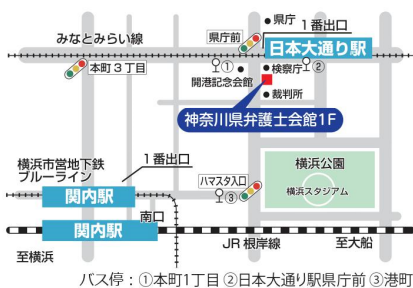 県庁
1番出口
県庁前
みなとみらい線
日本大通り駅
本町3丁目
①
開港記念会館
検察庁
②
裁判所
神奈川県弁護士会館1F
横浜市営地下鉄
ブルーライン
1番出口
横浜公園
横浜スタジアム
ハマスタ入口
関内駅
③
南口
関内駅
至横浜
JR 根岸線
至大船
バス停：①本町1丁目 ②日本大通り駅県庁前 ③港町